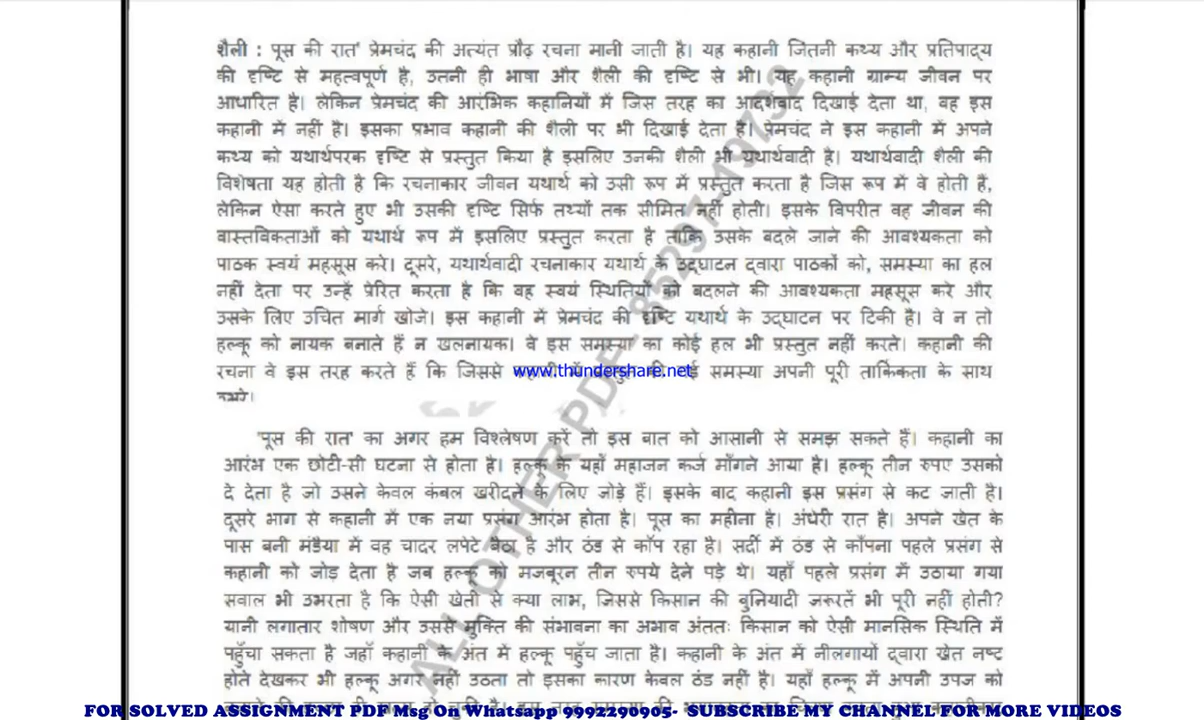 शैली : पूस की रात' प्रेमचंद की अत्यंत प्रौढ़ रचना मानी जाती है। यह कहानी जितनी कथ्य और प्रतिपाद्य
की दृष्टि से महत्वपूर्ण है, उतनी ही भाषा और शैली की दृष्टि से भी। यह कहानी ग्राम्य जीवन पर
आधारित है। लेकिन प्रेमचंद की आरंभिक कहानियों में जिस तरह का आदर्शवाद दिखाई देता था, वह इस
कहानी में नहीं है। इसका प्रभाव कहानी की शैली पर भी दिखाई देता है। प्रेमचंद ने इस कहानी में अपने
कथ्य को यथार्थपरक दृष्टि से प्रस्तुत किया है इसलिए उनकी शैली भी यथार्थवादी है। यथार्थवादी शैली की
विशेषता यह होती है कि रचनाकार जीवन यथार्थ को उसी रूप में प्रस्तुत करता है जिस रूप में वे होती है,
लेकिन ऐसा करते हुए भी उसकी दृष्टि सिर्फ तथ्यों तक सीमित नहीं होती। इसके विपरीत वह जीवन की
वास्तविकताओं को यथार्थ रूप में इसलिए प्रस्तुत करता है ताकि उसके बदले जाने की आवश्यकता को
पाठक स्वयं महसूस करे। दूसरे, यथार्थवादी रचनाकार यथार्थ के उद्घाटन द्वारा पाठकों को, समस्या का हल
नहीं देता पर उन्हें प्रेरित करता है कि वह स्वयं स्थितियों को बदलने की आवश्यकता महसूस करे और
उसके लिए उचित मार्ग खोजे। इस कहानी में प्रेमचंद की दृष्टि यथार्थ के उद्घाटन पर टिकी है। वे न तो
हल्कू को नायक बनाते हैं न खलनायक। वे इस समस्या का कोई हल भी प्रस्तुत नहीं करते। कहानी की
रचना वे इस तरह करते हैं कि जिससे www.thundershare.net समस्या अपनी पूरी तार्किकता के साथ
उभरे।
'पूस की रात' का अगर हम विश्लेषण करें तो इस बात को आसानी से समझ सकते हैं। कहानी का
आरंभ एक छोटी-सी घटना से होता है। हल्कू के यहाँ महाजन कर्ज माँगने आया है। हल्कू तीन रुपए उसको
दे देता है जो उसने केवल कंबल खरीदने के लिए जोड़े हैं। इसके बाद कहानी इस प्रसंग से कट जाती है।
दूसरे भाग से कहानी में एक नया प्रसंग आरंभ होता है। पूस का महीना है। अंधेरी रात है। अपने खेत के
पास बनी मंडैया में वह चादर लपेटे बैठा है और ठंड से काँप रहा है। सर्दी में ठंड से काँपना पहले प्रसंग से
कहानी को जोड़ देता है जब हल्कू को मजबूरन तीन रुपये देने पड़े थे। यहाँ पहले प्रसंग में उठाया गया
सवाल भी उभरता है कि ऐसी खेती से क्या लाभ, जिससे किसान की बुनियादी जरूरतें भी पूरी नहीं होती?
यानी लगातार शोषण और उससे मुक्ति की संभावना का अभाव अंततः किसान को ऐसी मानसिक स्थिति में
पहुँचा सकता है जहाँ कहानी के अंत में हल्कू पहुँच जाता है। कहानी के अंत में नीलगायों द्वारा खेत नष्ट
होते देखकर भी हल्कू अगर नहीं उठता तो इसका कारण केवल ठंड नहीं है। यहाँ हल्कू में अपनी उपज को
ALL OTHER PDF- 85297-49732
FOR SOLVED ASSIGNMENT PDF Msg On Whatsapp 9992290905- SUBSCRIBE MY CHANNEL FOR MORE VIDEOS